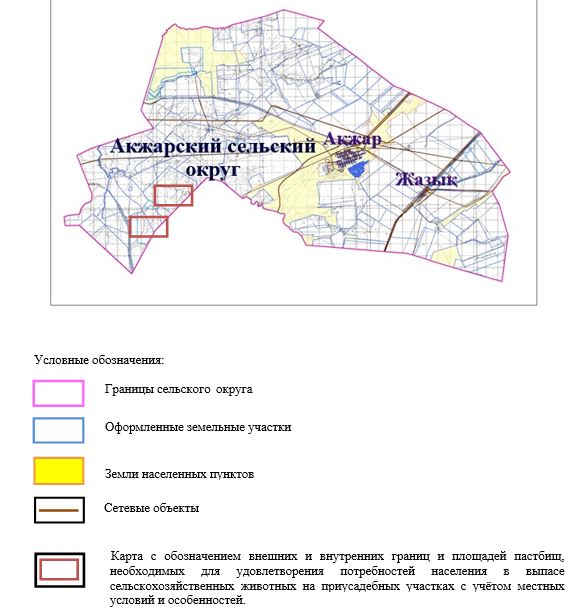 Акжарский сельский
округ
Ақжар
Жазық
Условные обозначения:
Границы сельского округа
Оформленные земельные участки
Земли населенных пунктов
Сетевые объекты
Карта с обозначением внешних и внутренних границ и площадей пастбищ,
необходимых для удовлетворения потребностей населения в выпасе
сельскохозяйственных животных на приусадебных участках с учётом местных
условий и особенностей.